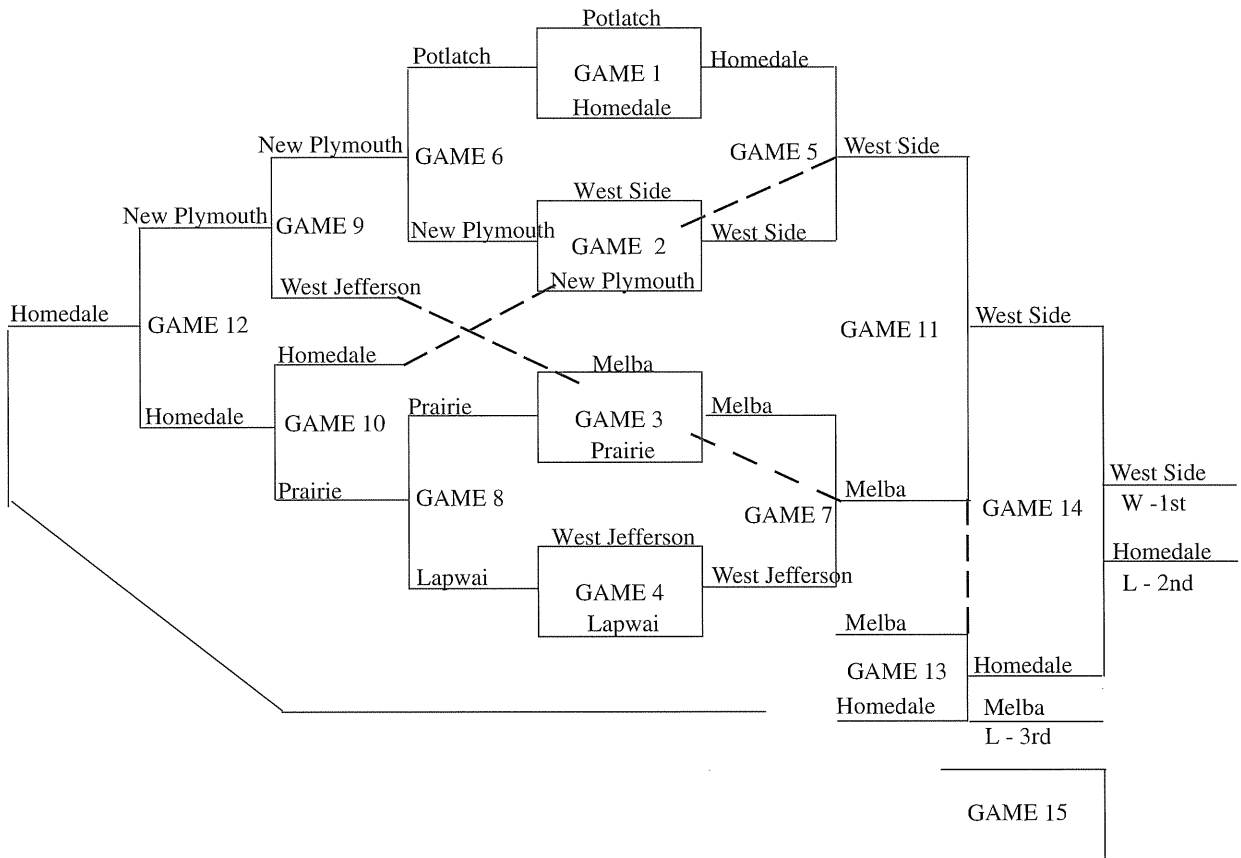 Potlatch
Potlatch
Homedale
GAME 1
Homedale
New Plymouth
GAME 6
GAME 5
West Side
West Side
New Plymouth
GAME 9
New Plymouth
GAME 2
West Side
West Jefferson
New Plymouth
Homedale
GAME 12
GAME 11
West Side
Homedale
Melba
Prairie
Melba
Homedale
GAME 10
GAME 3
Prairie
Prairie
GAME 8
Melba
GAME 7
GAME 14
West Side
W -1st
West Jefferson
Homedale
L - 2nd
Lapwai
GAME 4
West Jefferson
Lapwai
Melba
GAME 13
Homedale
Homedale
Melba
L - 3rd
GAME 15